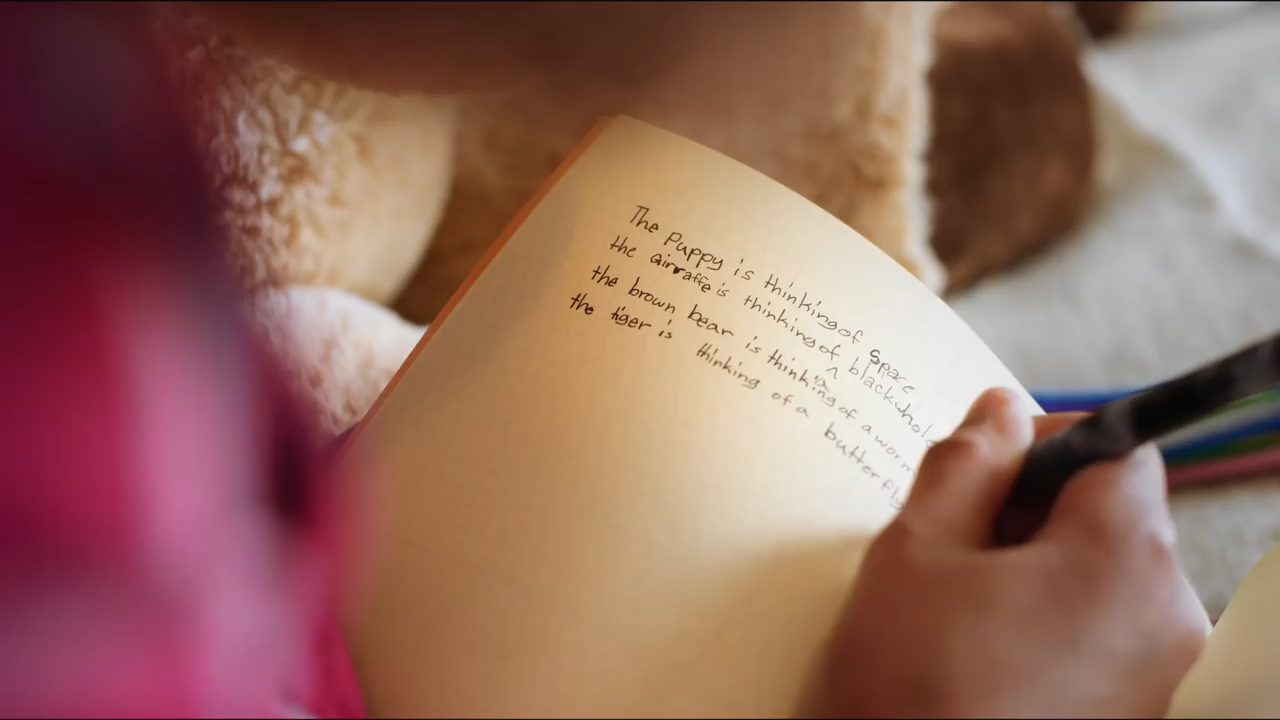 The Puppy is thinking of Space
the Girraffe is thinking of blackwhole
the brown bear is thinking of a worm
the tiger is thinking of a butterfly